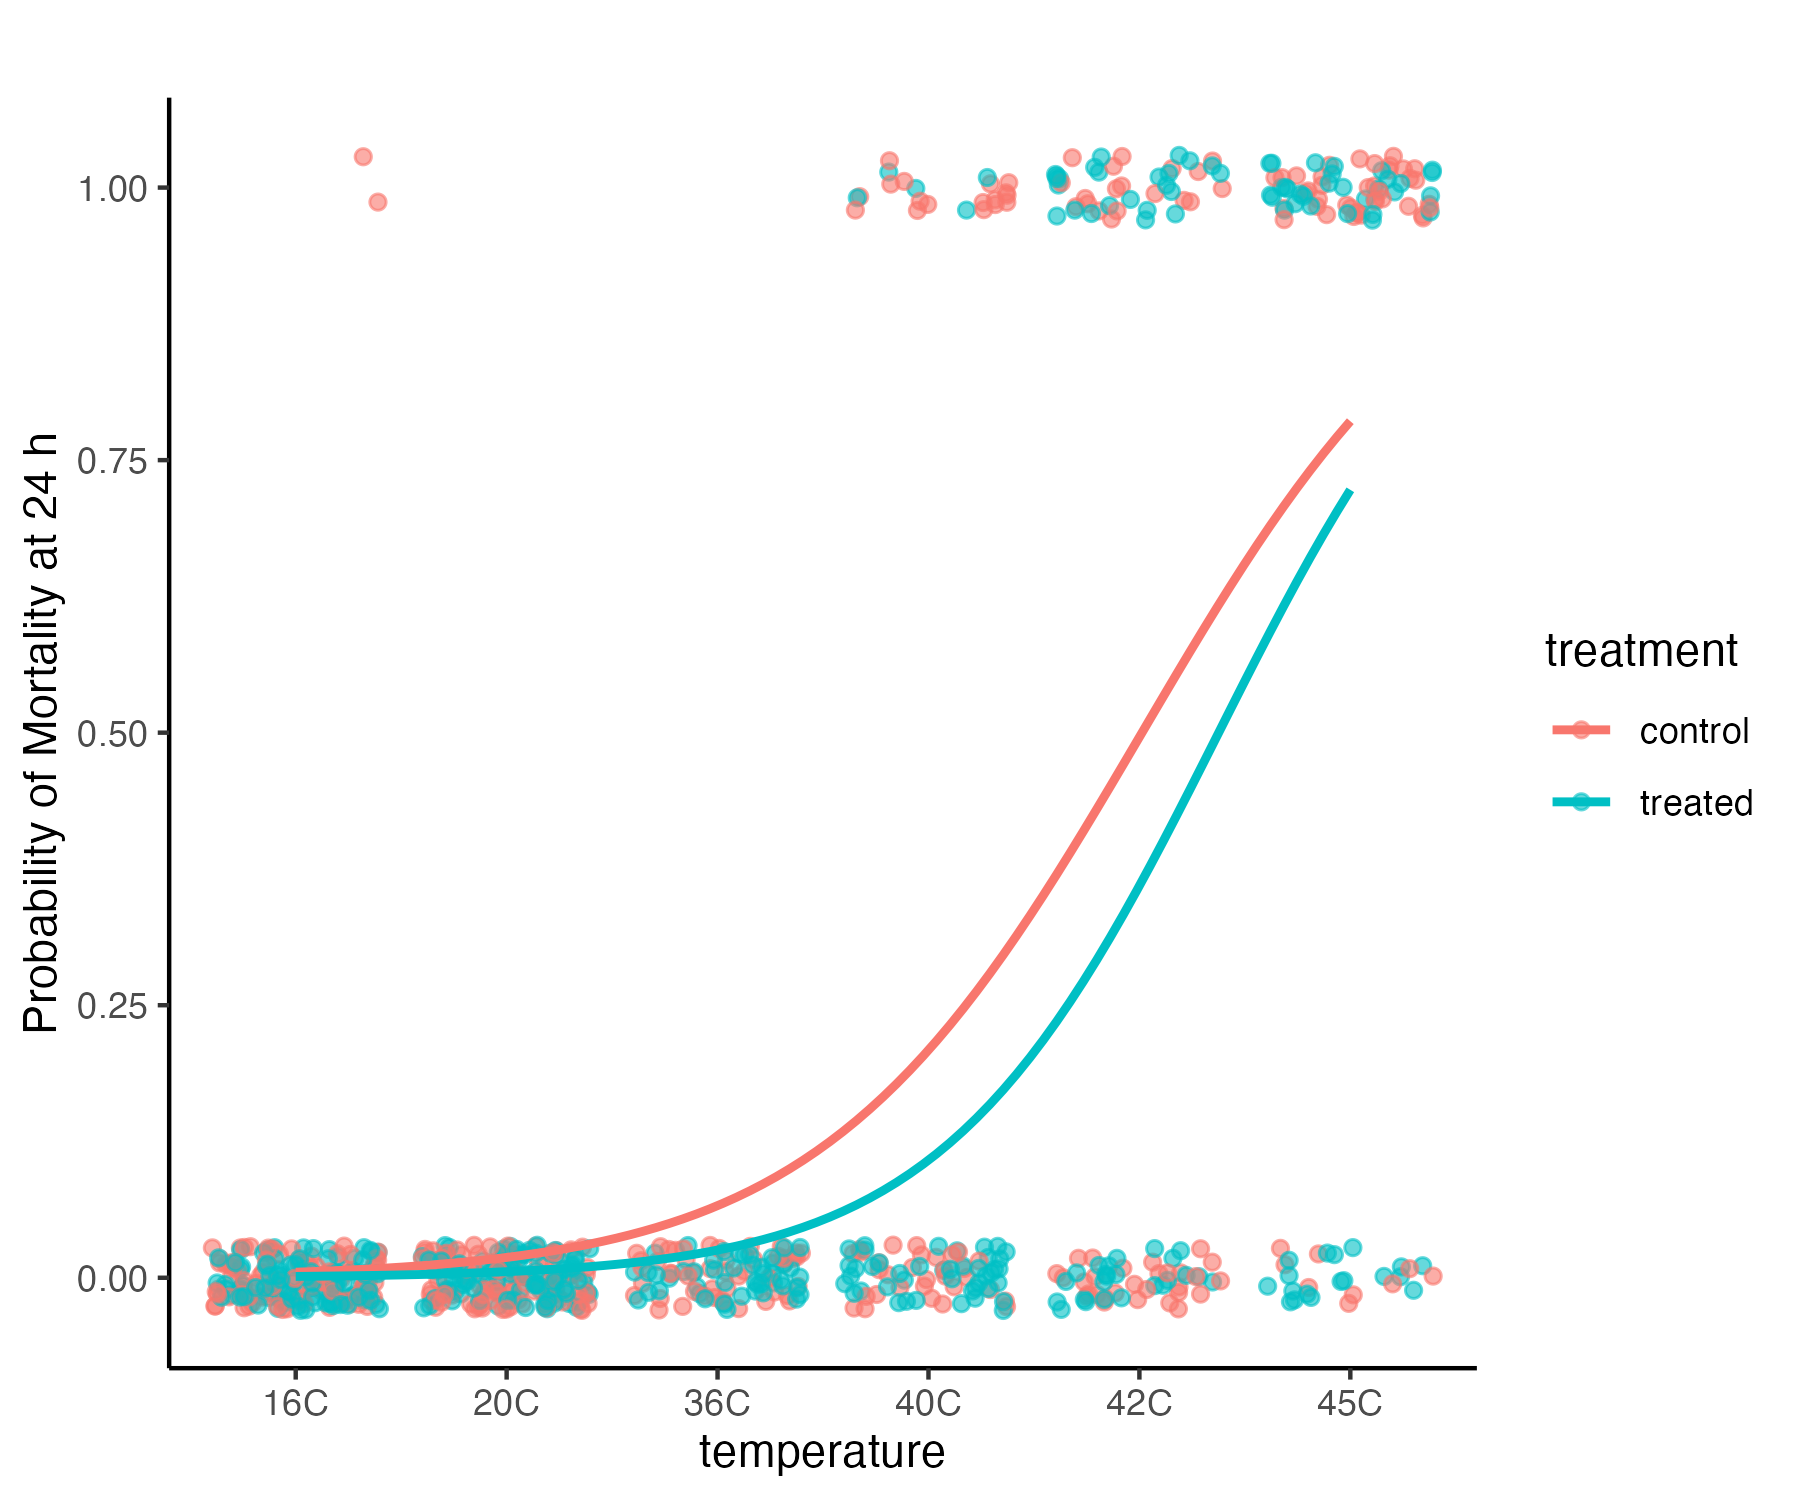 Probability of Mortality at 24 h
1.00
0.75
0.50
0.25
0.00
16C 20C 36C 40C 42C 45C
temperature
treatment
control
treated